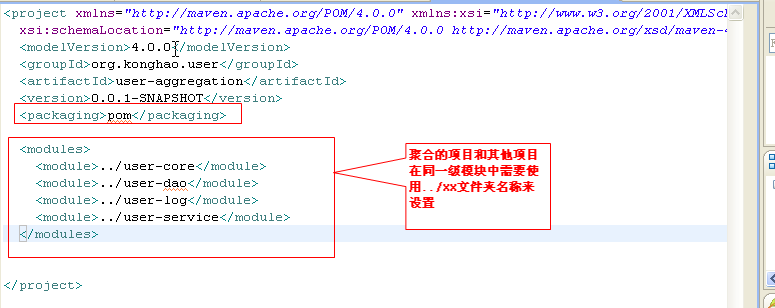 <project xmlns="http://maven.apache.org/POM/4.0.0" xmlns:xsi="http://www.w3.org/2001/XMLSch
xsi:schemaLocation="http://maven.apache.org/POM/4.0.0 http://maven.apache.org/xsd/maven-4
<modelVersion>4.0.0</modelVersion>
<groupId>org.konghao.user</groupId>
<artifactId>user-aggregation</artifactId>
<version>0.0.1-SNAPSHOT</version>
<packaging>pom</packaging>
<modules>
<module>../user-core</module>
<module>../user-dao</module>
<module>../user-log</module>
<module>../user-service</module>
</modules>
聚合的项目和其他项目
在同一级模块中需要使
用../xx文件夹名称来
设置
</project>